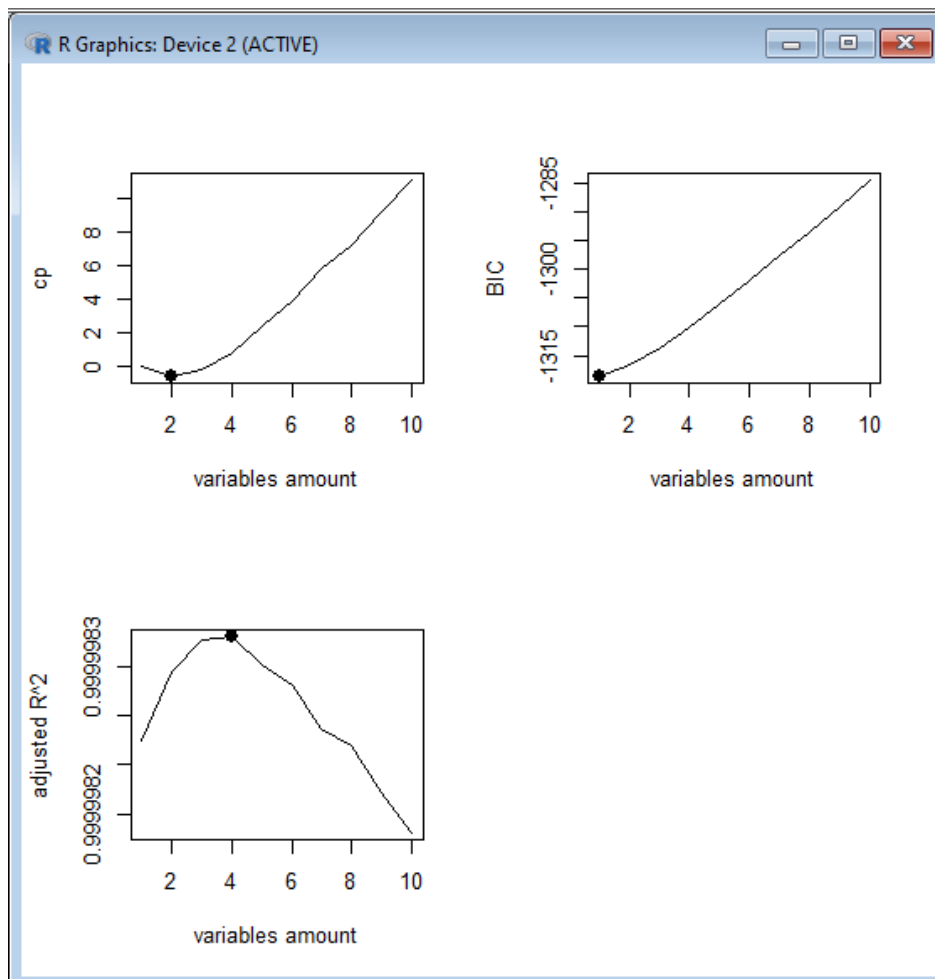 R Graphics: Device 2 (ACTIVE)
cp
0 2 4 6 8
2 4 6 8 10
variables amount
BIC
-1315 -1300 -1285
2 4 6 8 10
variables amount
adjusted R^2
0.9999982 0.9999983
2 4 6 8 10
variables amount